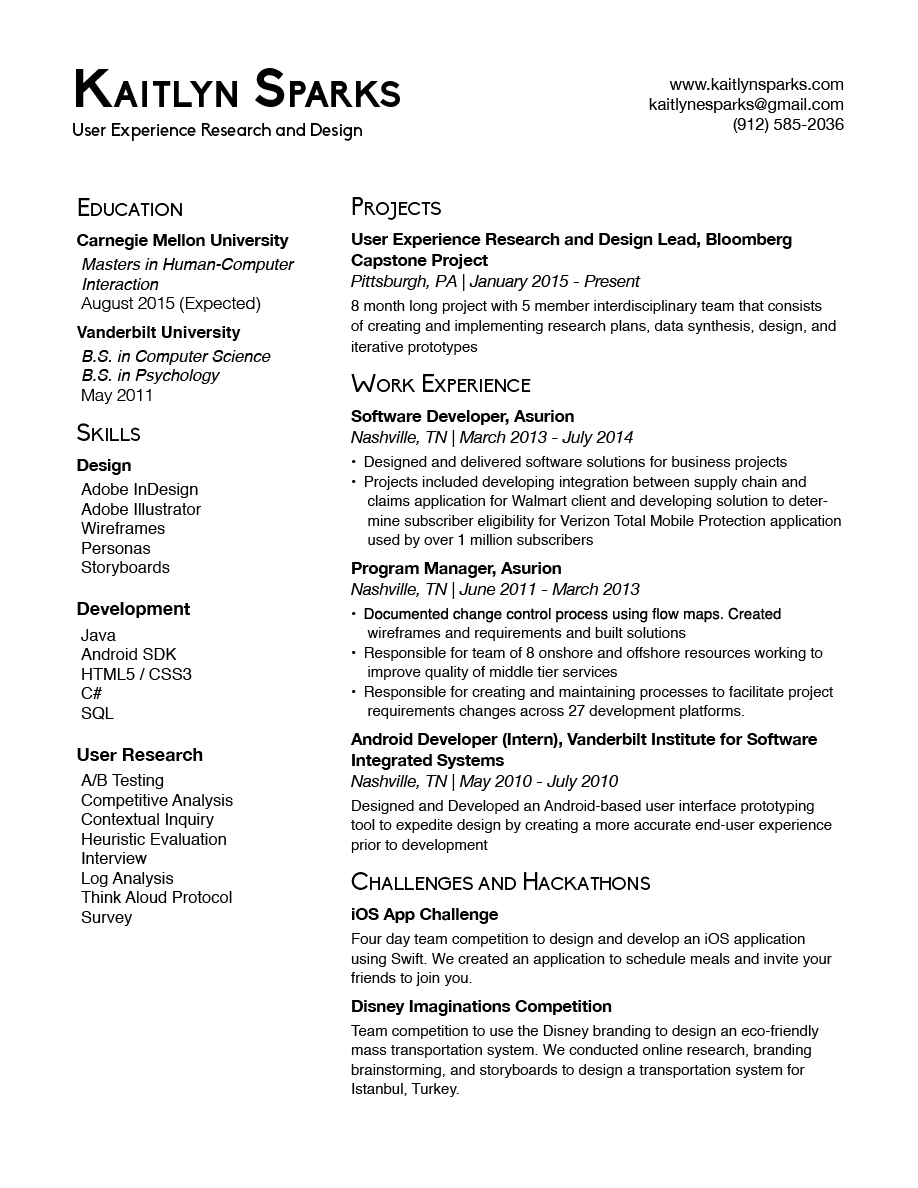 Kaitlyn Sparks
User Experience Research and Design
www.kaitlynsparks.com
kaitlynesparks@gmail.com
(912) 585-2036
Education
Carnegie Mellon University
Masters in Human-Computer
Interaction
August 2015 (Expected)
Vanderbilt University
B.S. in Computer Science
B.S. in Psychology
May 2011
Skills
Design
Adobe InDesign
Adobe Illustrator
Wireframes
Personas
Storyboards
Development
Java
Android SDK
HTML5 / CSS3
C#
SQL
User Research
A/B Testing
Competitive Analysis
Contextual Inquiry
Heuristic Evaluation
Interview
Log Analysis
Think Aloud Protocol
Survey
Projects
User Experience Research and Design Lead, Bloomberg
Capstone Project
Pittsburgh, PA | January 2015 - Present
8 month long project with 5 member interdisciplinary team that consists
of creating and implementing research plans, data synthesis, design, and
iterative prototypes
Work Experience
Software Developer, Asurion
Nashville, TN | March 2013 - July 2014
• Designed and delivered software solutions for business projects
• Projects included developing integration between supply chain and
claims application for Walmart client and developing solution to deter-
mine subscriber eligibility for Verizon Total Mobile Protection application
used by over 1 million subscribers
Program Manager, Asurion
Nashville, TN | June 2011 - March 2013
• Documented change control process using flow maps. Created
wireframes and requirements and built solutions
• Responsible for team of 8 onshore and offshore resources working to
improve quality of middle tier services
• Responsible for creating and maintaining processes to facilitate project
requirements changes across 27 development platforms.
Android Developer (Intern), Vanderbilt Institute for Software
Integrated Systems
Nashville, TN | May 2010 - July 2010
Designed and Developed an Android-based user interface prototyping
tool to expedite design by creating a more accurate end-user experience
prior to development
Challenges and Hackathons
iOS App Challenge
Four day team competition to design and develop an iOS application
using Swift. We created an application to schedule meals and invite your
friends to join you.
Disney Imaginations Competition
Team competition to use the Disney branding to design an eco-friendly
mass transportation system. We conducted online research, branding
brainstorming, and storyboards to design a transportation system for
Istanbul, Turkey.